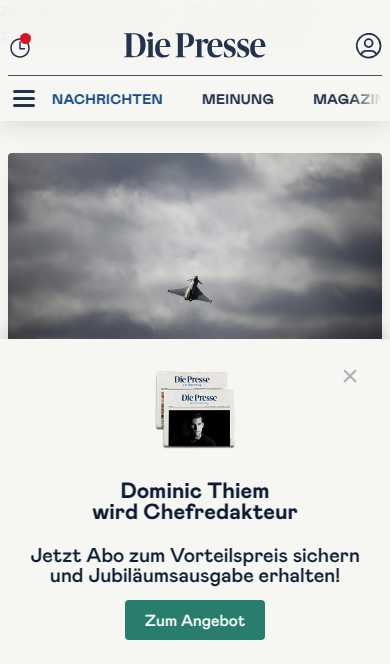 Die Presse
NACHRICHTEN MEINUNG MAGAZIN
Die Presse
Die Presse
Dominic Thiem
wird Chefredakteur
Jetzt Abo zum Vorteilspreis sichern
und Jubiläumsausgabe erhalten!
Zum Angebot